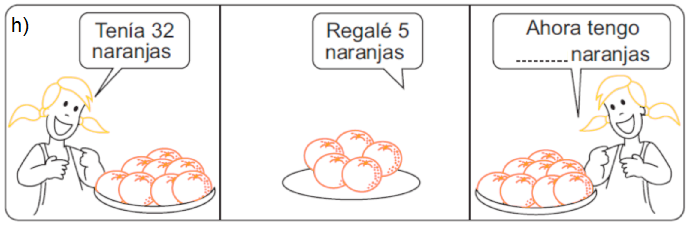 h)
Tenía 32
naranjas
Regalé 5
naranjas
Ahora tengo
......... naranjas